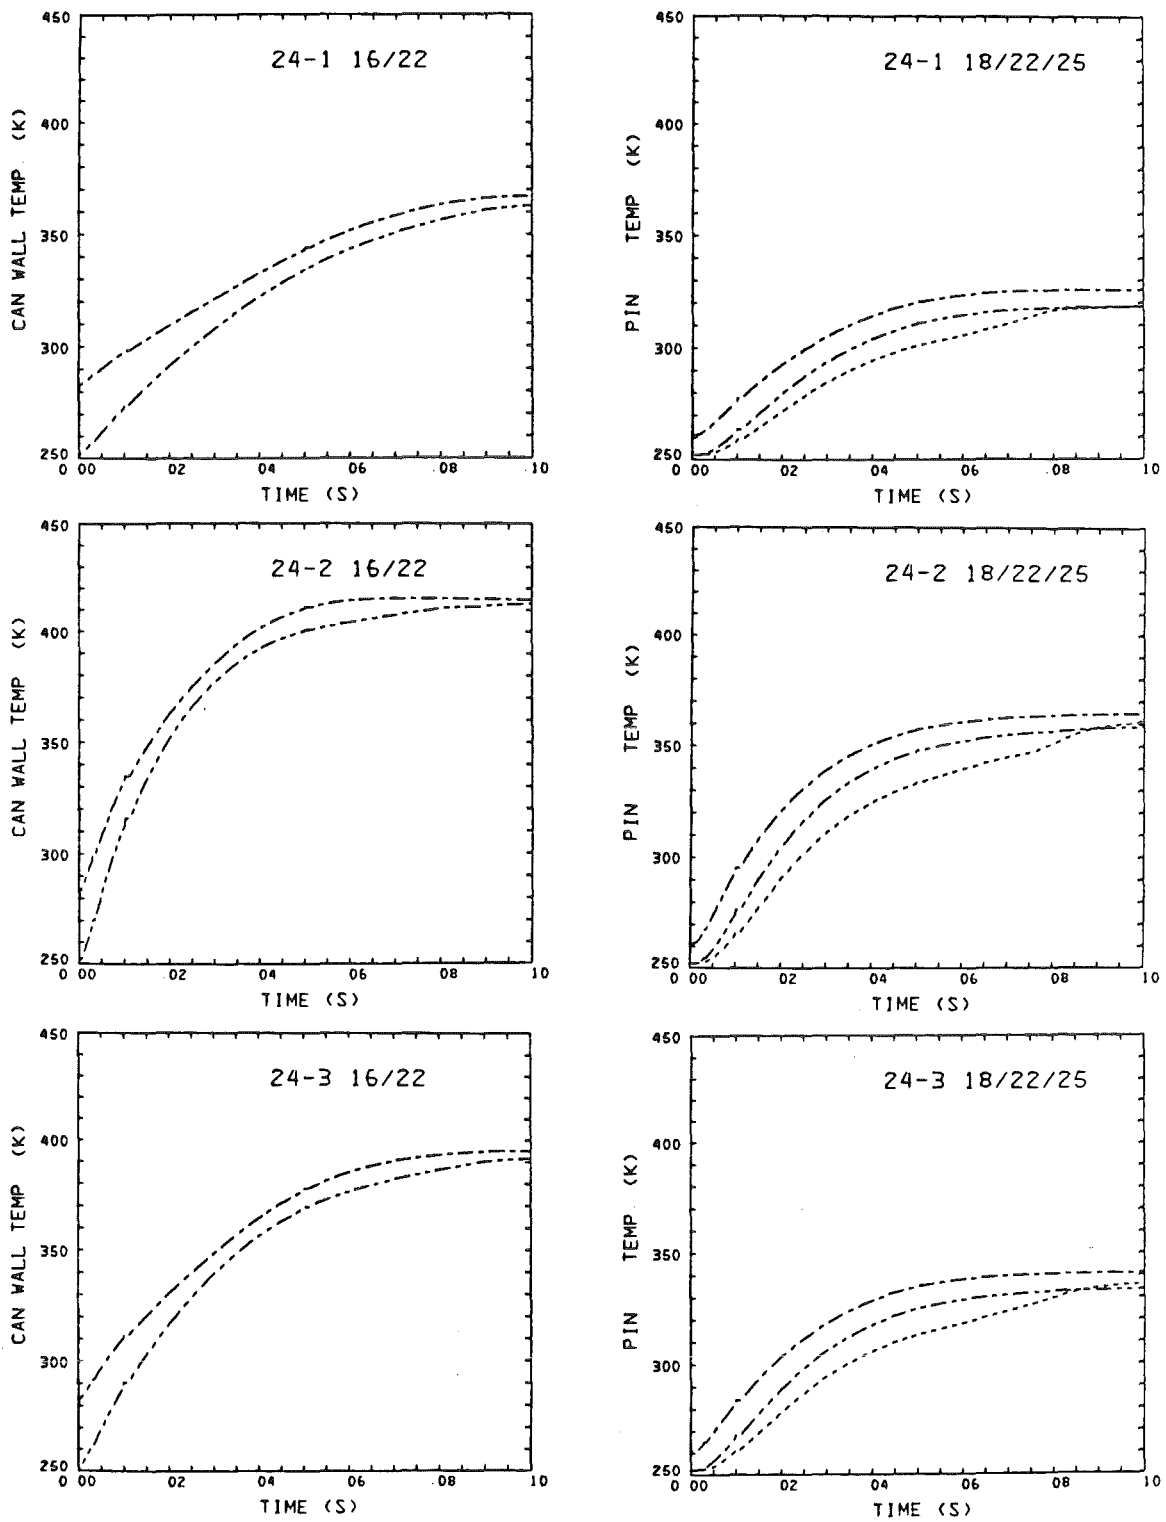 450
24-1 16/22
400
350
300
250
CAN WALL TEMP (K)
0 00 02 04 06 08 10
TIME (S)
450
24-1 18/22/25
400
350
300
250
PIN TEMP (K)
0 00 02 04 06 08 10
TIME (S)
450
24-2 16/22
400
350
300
250
CAN WALL TEMP (K)
0 00 02 04 06 08 10
TIME (S)
450
24-2 18/22/25
400
350
300
250
PIN TEMP (K)
0 00 02 04 06 08 10
TIME (S)
450
24-3 16/22
400
350
300
250
CAN WALL TEMP (K)
0 00 02 04 06 08 10
TIME (S)
450
24-3 18/22/25
400
350
300
250
PIN TEMP (K)
0 00 02 04 06 08 10
TIME (S)